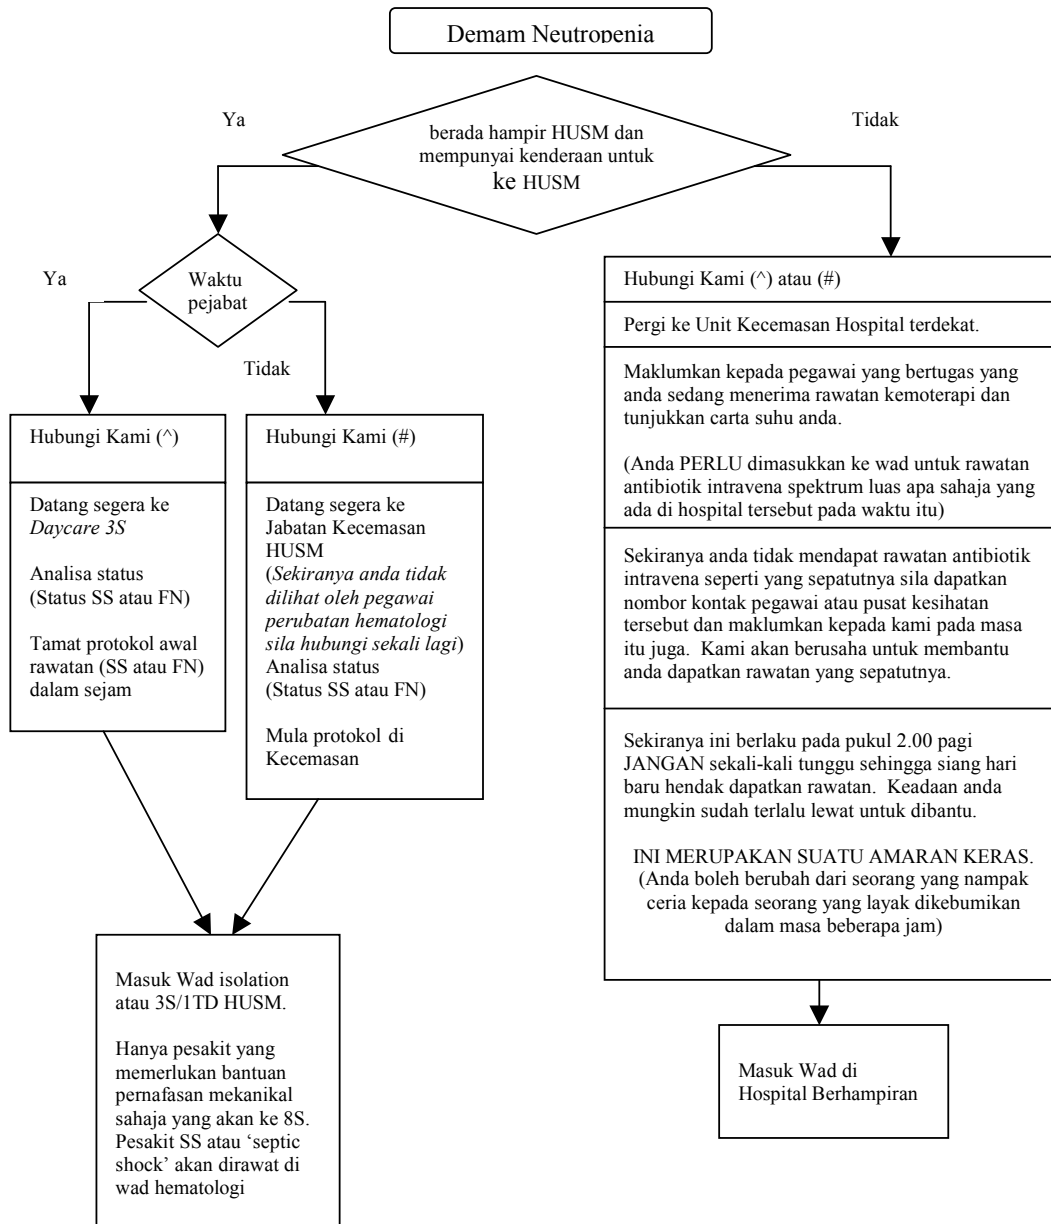 Demam Neutropenia
Ya
Tidak
berada hampir HUSM dan
mempunyai kenderaan untuk
ke HUSM
Ya
Waktu
pejabat
Tidak
Hubungi Kami (^)
Datang segera ke
Daycare 3S
Analisa status
(Status SS atau FN)
Tamat protokol awal
rawatan (SS atau FN)
dalam sejam
Hubungi Kami (#)
Datang segera ke
Jabatan Kecemasan
HUSM
(Sekiranya anda tidak
dilihat oleh pegawai
perubatan hematologi
sila hubungi sekali lagi)
Analisa status
(Status SS atau FN)
Mula protokol di
Kecemasan
Masuk Wad isolation
atau 3S/1TD HUSM.
Hanya pesakit yang
memerlukan bantuan
pernafasan mekanikal
sahaja yang akan ke 8S.
Pesakit SS atau ‘septic
shock’ akan dirawat di
wad hematologi
Hubungi Kami (^) atau (#)
Pergi ke Unit Kecemasan Hospital terdekat.
Maklumkan kepada pegawai yang bertugas yang
anda sedang menerima rawatan kemoterapi dan
tunjukkan carta suhu anda.
(Anda PERLU dimasukkan ke wad untuk rawatan
antibiotik intravena spektrum luas apa sahaja yang
ada di hospital tersebut pada waktu itu)
Sekiranya anda tidak mendapat rawatan antibiotik
intravena seperti yang sepatutnya sila dapatkan
nombor kontak pegawai atau pusat kesihatan
tersebut dan maklumkan kepada kami pada masa
itu juga.  Kami akan berusaha untuk membantu
anda dapatkan rawatan yang sepatutnya.
Sekiranya ini berlaku pada pukul 2.00 pagi
JANGAN sekali-kali tunggu sehingga siang hari
baru hendak dapatkan rawatan.  Keadaan anda
mungkin sudah terlalu lewat untuk dibantu.
INI MERUPAKAN SUATU AMARAN KERAS.
(Anda boleh berubah dari seorang yang nampak
ceria kepada seorang yang layak dikebumikan
dalam masa beberapa jam)
Masuk Wad di
Hospital Berhampiran